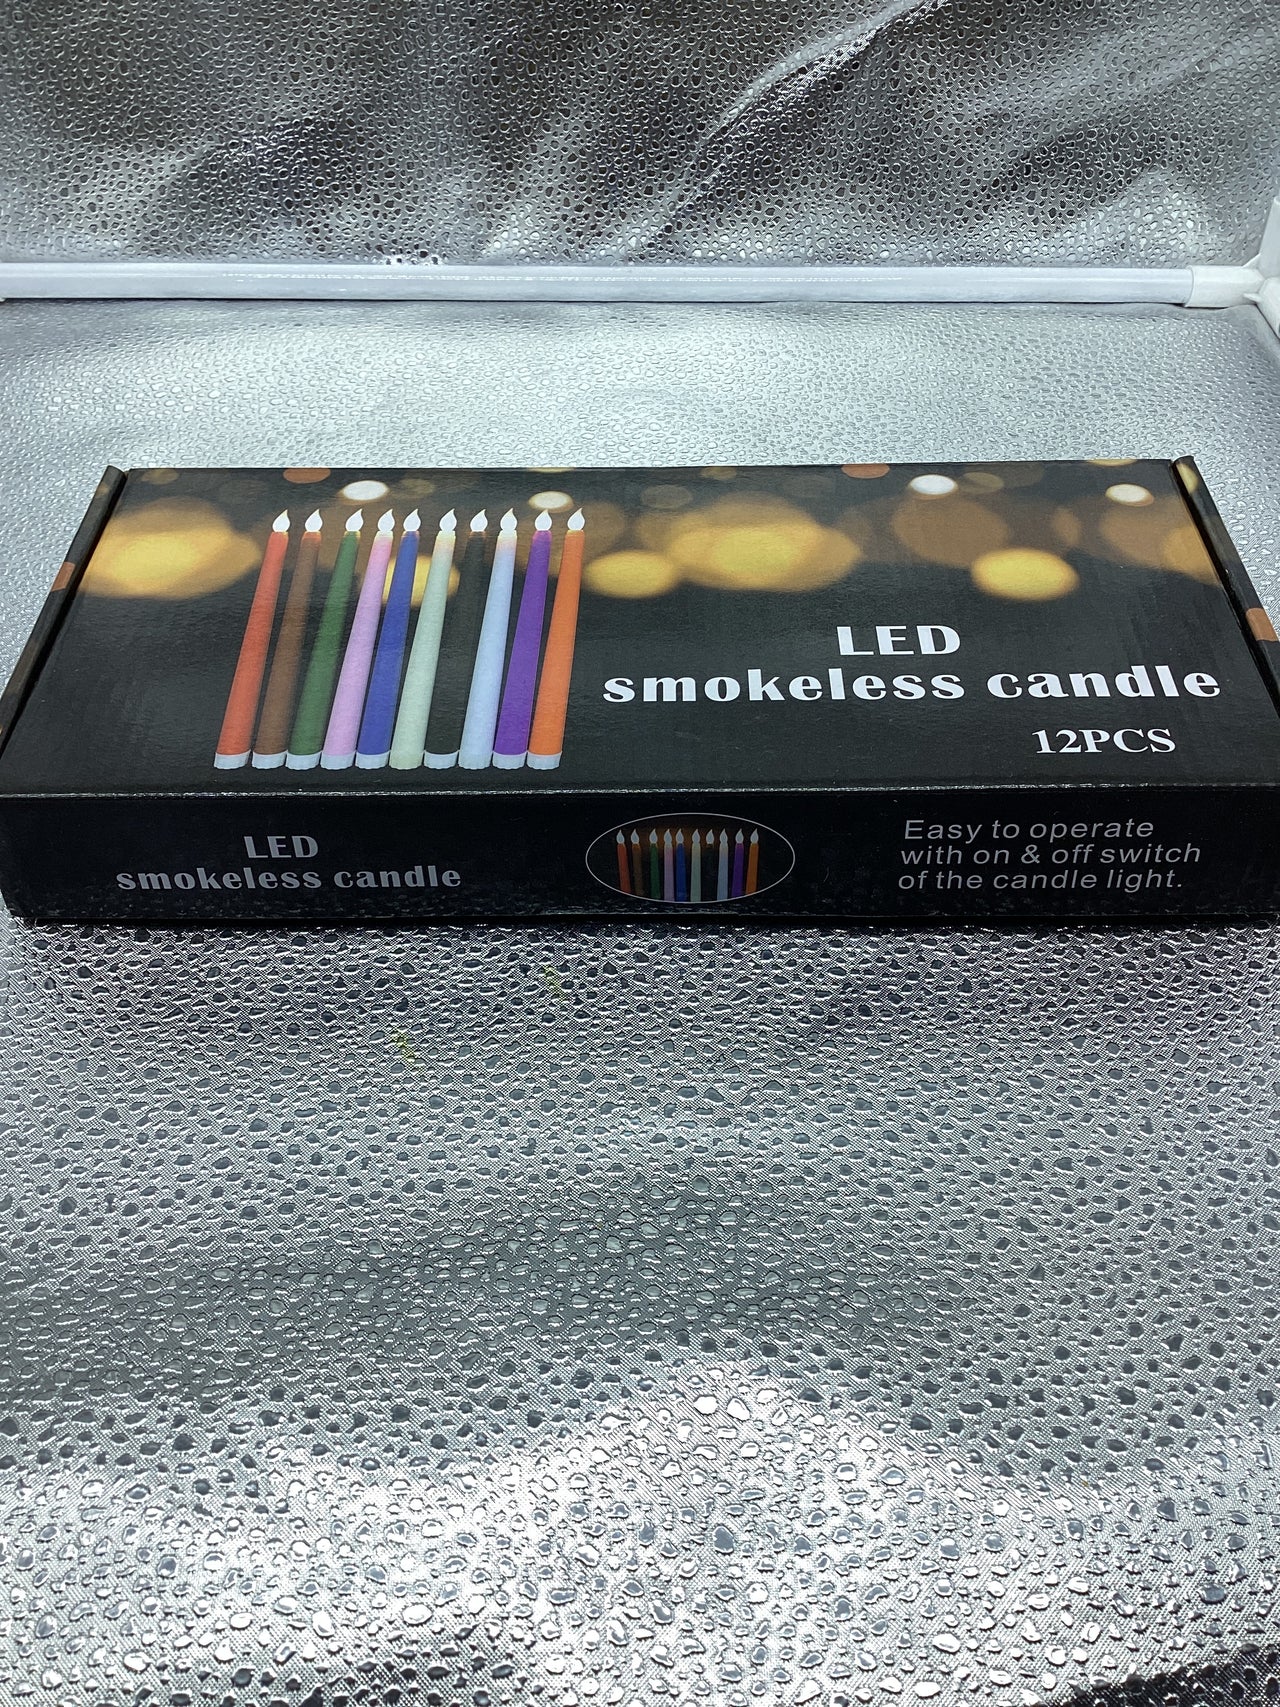 LED
smokeless candle
12PCS
LED
smokeless candle
Easy to operate
with on & off switch
of the candle light.